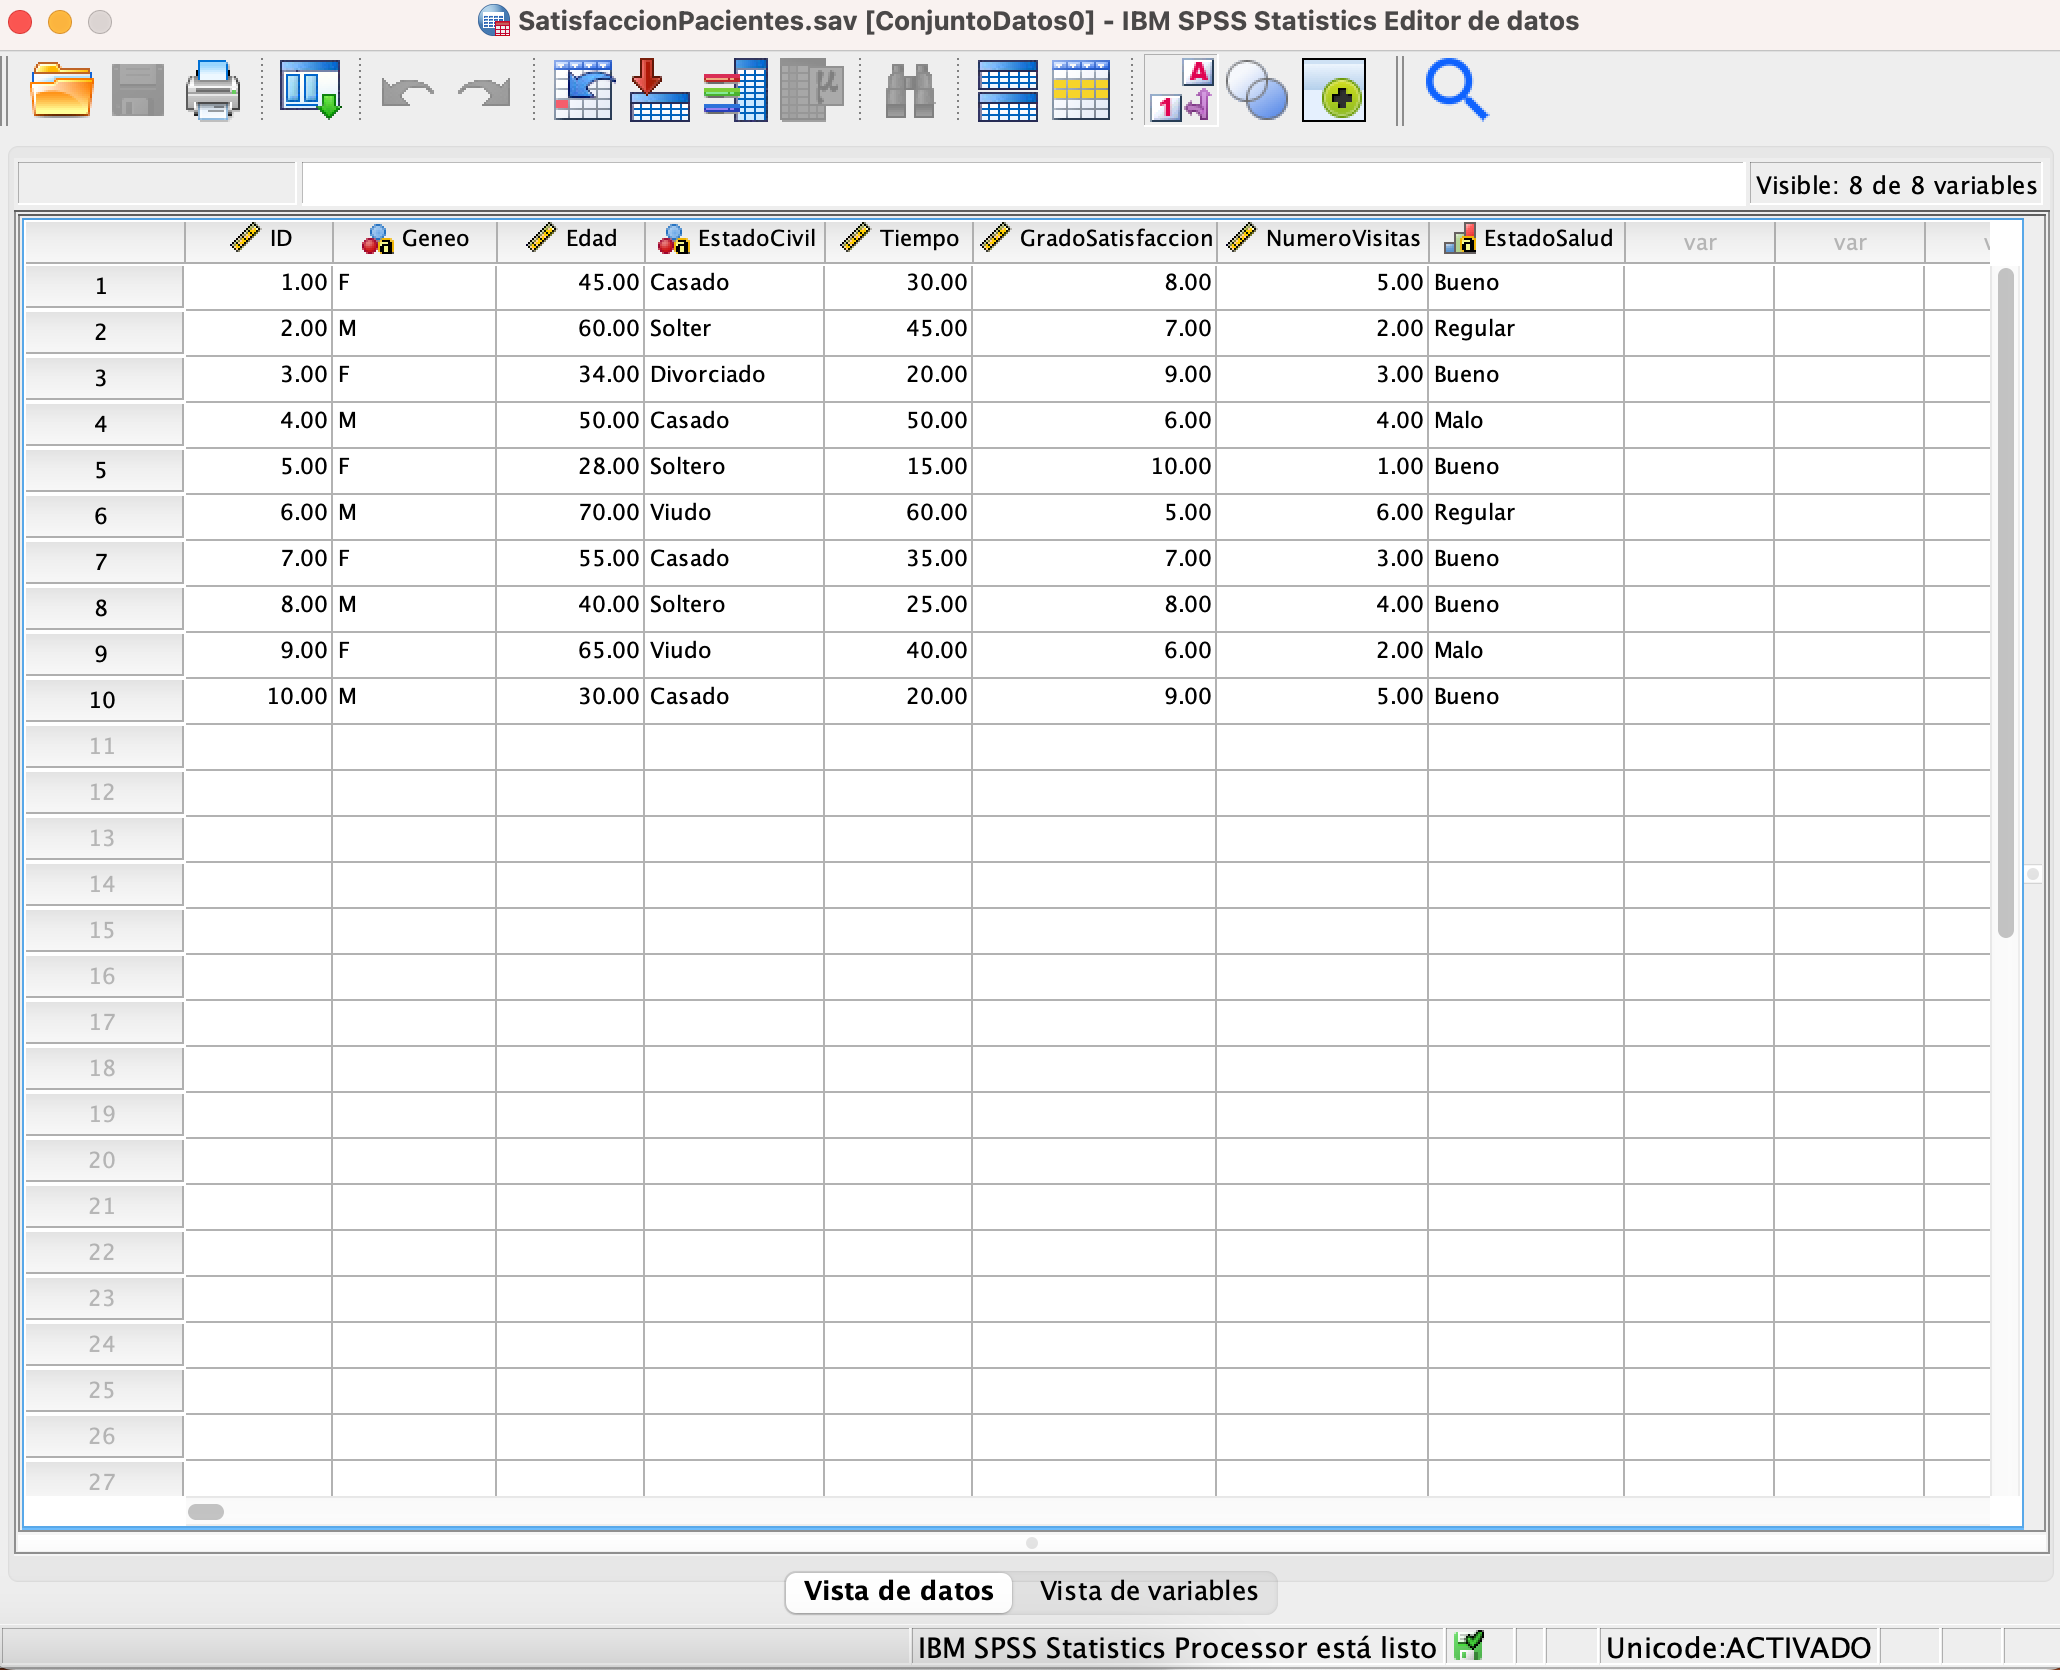 SatisfaccionPacientes.sav [ConjuntoDatos0] - IBM SPSS Statistics Editor de datos
Visible: 8 de 8 variables
ID Geneo Edad EstadoCivil Tiempo GradoSatisfaccion NumeroVisitas EstadoSalud var var
1 1.00 F 45.00 Casado 30.00 8.00 5.00 Bueno
2 2.00 M 60.00 Solter 45.00 7.00 2.00 Regular
3 3.00 F 34.00 Divorciado 20.00 9.00 3.00 Bueno
4 4.00 M 50.00 Casado 50.00 6.00 4.00 Malo
5 5.00 F 28.00 Soltero 15.00 10.00 1.00 Bueno
6 6.00 M 70.00 Viudo 60.00 5.00 6.00 Regular
7 7.00 F 55.00 Casado 35.00 7.00 3.00 Bueno
8 8.00 M 40.00 Soltero 25.00 8.00 4.00 Bueno
9 9.00 F 65.00 Viudo 40.00 6.00 2.00 Malo
10 10.00 M 30.00 Casado 20.00 9.00 5.00 Bueno
11
12
13
14
15
16
17
18
19
20
21
22
23
24
25
26
27
Vista de datos Vista de variables
IBM SPSS Statistics Processor está listo Unicode:ACTIVADO